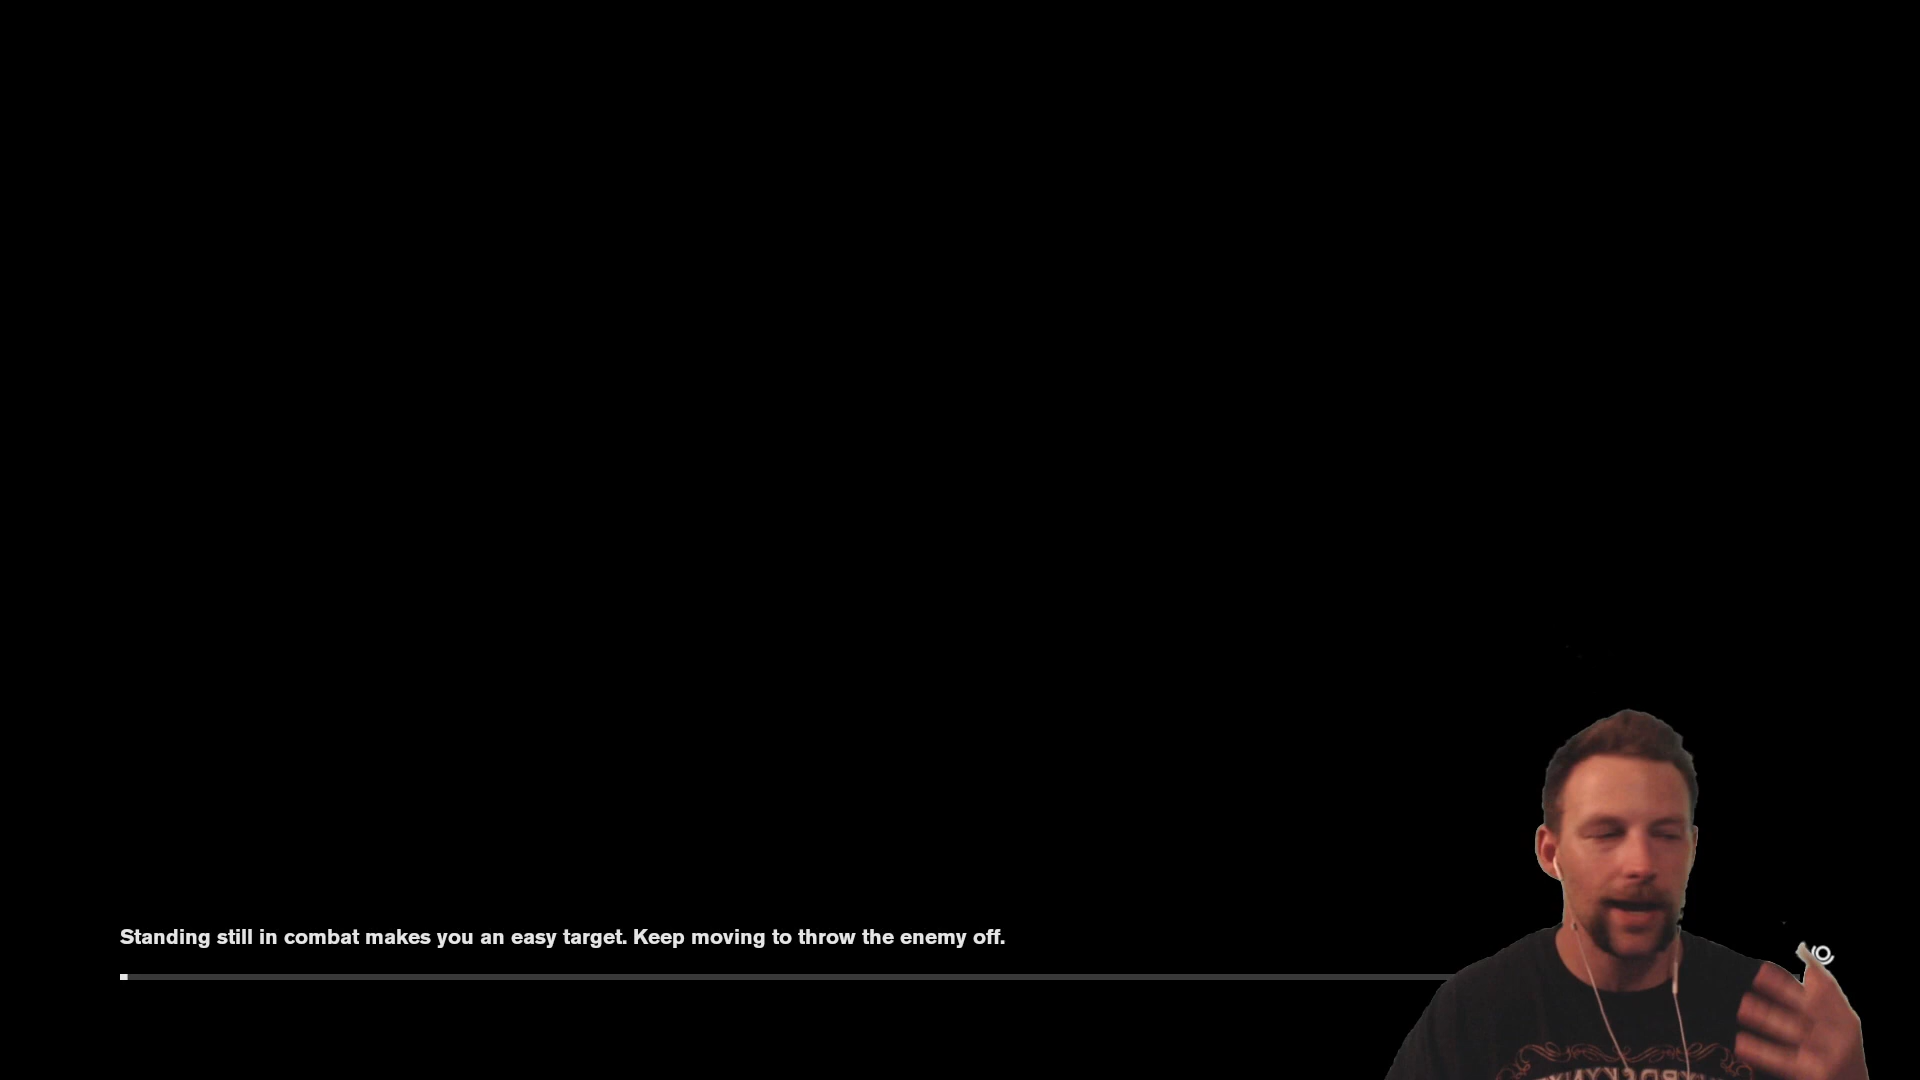 Standing still in combat makes you an easy target. Keep moving to throw the enemy off.